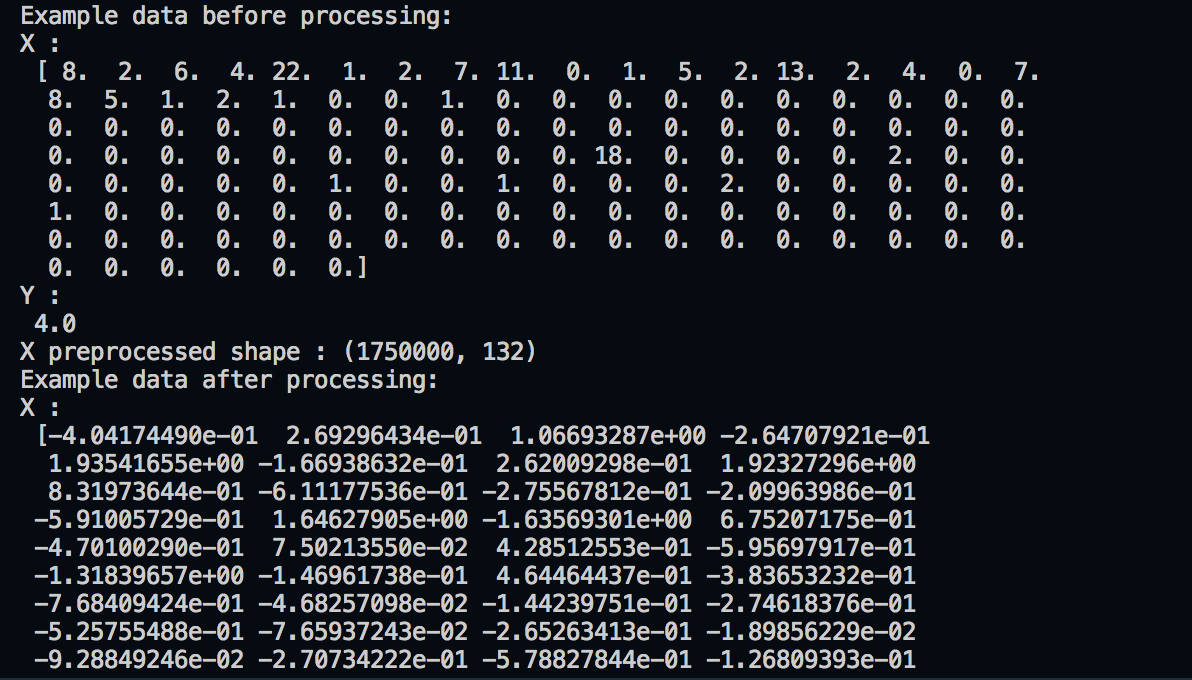 Example data before processing:
X :
[ 8. 2. 6. 4. 22. 1. 2. 7. 11. 0. 1. 5. 2. 13. 2. 4. 0. 7.
8. 5. 1. 2. 1. 0. 0. 1. 0. 0. 0. 0. 0. 0. 0. 0. 0. 0.
0. 0. 0. 0. 0. 0. 0. 0. 0. 0. 0. 0. 0. 0. 0. 0. 0. 0.
0. 0. 0. 0. 0. 0. 0. 0. 0. 0. 18. 0. 0. 0. 0. 2. 0. 0.
0. 0. 0. 0. 0. 1. 0. 0. 1. 0. 0. 0. 2. 0. 0. 0. 0. 0.
1. 0. 0. 0. 0. 0. 0. 0. 0. 0. 0. 0. 0. 0. 0. 0. 0. 0.
0. 0. 0. 0. 0. 0. 0. 0. 0. 0. 0. 0. 0. 0. 0. 0. 0. 0.
0. 0. 0. 0. 0. 0.]
Y :
4.0
X preprocessed shape : (1750000, 132)
Example data after processing:
X :
[-4.04174490e-01 2.69296434e-01 1.06693287e+00 -2.64707921e-01
1.93541655e+00 -1.66938632e-01 2.62009298e-01 1.92327296e+00
8.31973644e-01 -6.11177536e-01 -2.75567812e-01 -2.09963986e-01
-5.91005729e-01 1.64627905e+00 -1.63569301e+00 6.75207175e-01
-4.70100290e-01 7.50213550e-02 4.28512553e-01 -5.95697917e-01
-1.31839657e+00 -1.46961738e-01 4.64464437e-01 -3.83653232e-01
-7.68409424e-01 -4.68257098e-02 -1.44239751e-01 -2.74618376e-01
-5.25755488e-01 -7.65937243e-02 -2.65263413e-01 -1.89856229e-02
-9.28849246e-02 -2.70734222e-01 -5.78827844e-01 -1.26809393e-01